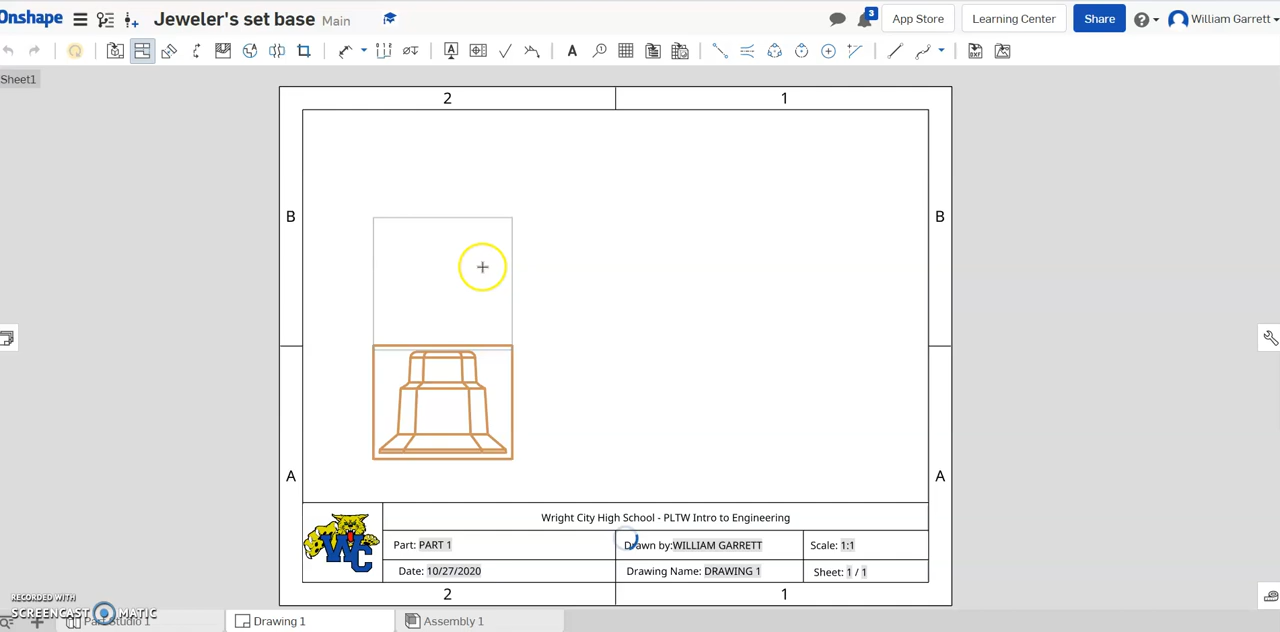 Onshape Jeweler's set base Main 3 App Store Learning Center Share William Garrett
Sheet1
2 1
B B
A A
Wright City High School - PLTW Intro to Engineering
WC
Part: PART 1 Drawn by:WILLIAM GARRETT Scale: 1:1
Date: 10/27/2020 Drawing Name: DRAWING 1 Sheet: 1 / 1
2 1
RECORDED WITH
SCREENCAST MATIC
Part Studio 1 Drawing 1 Assembly 1